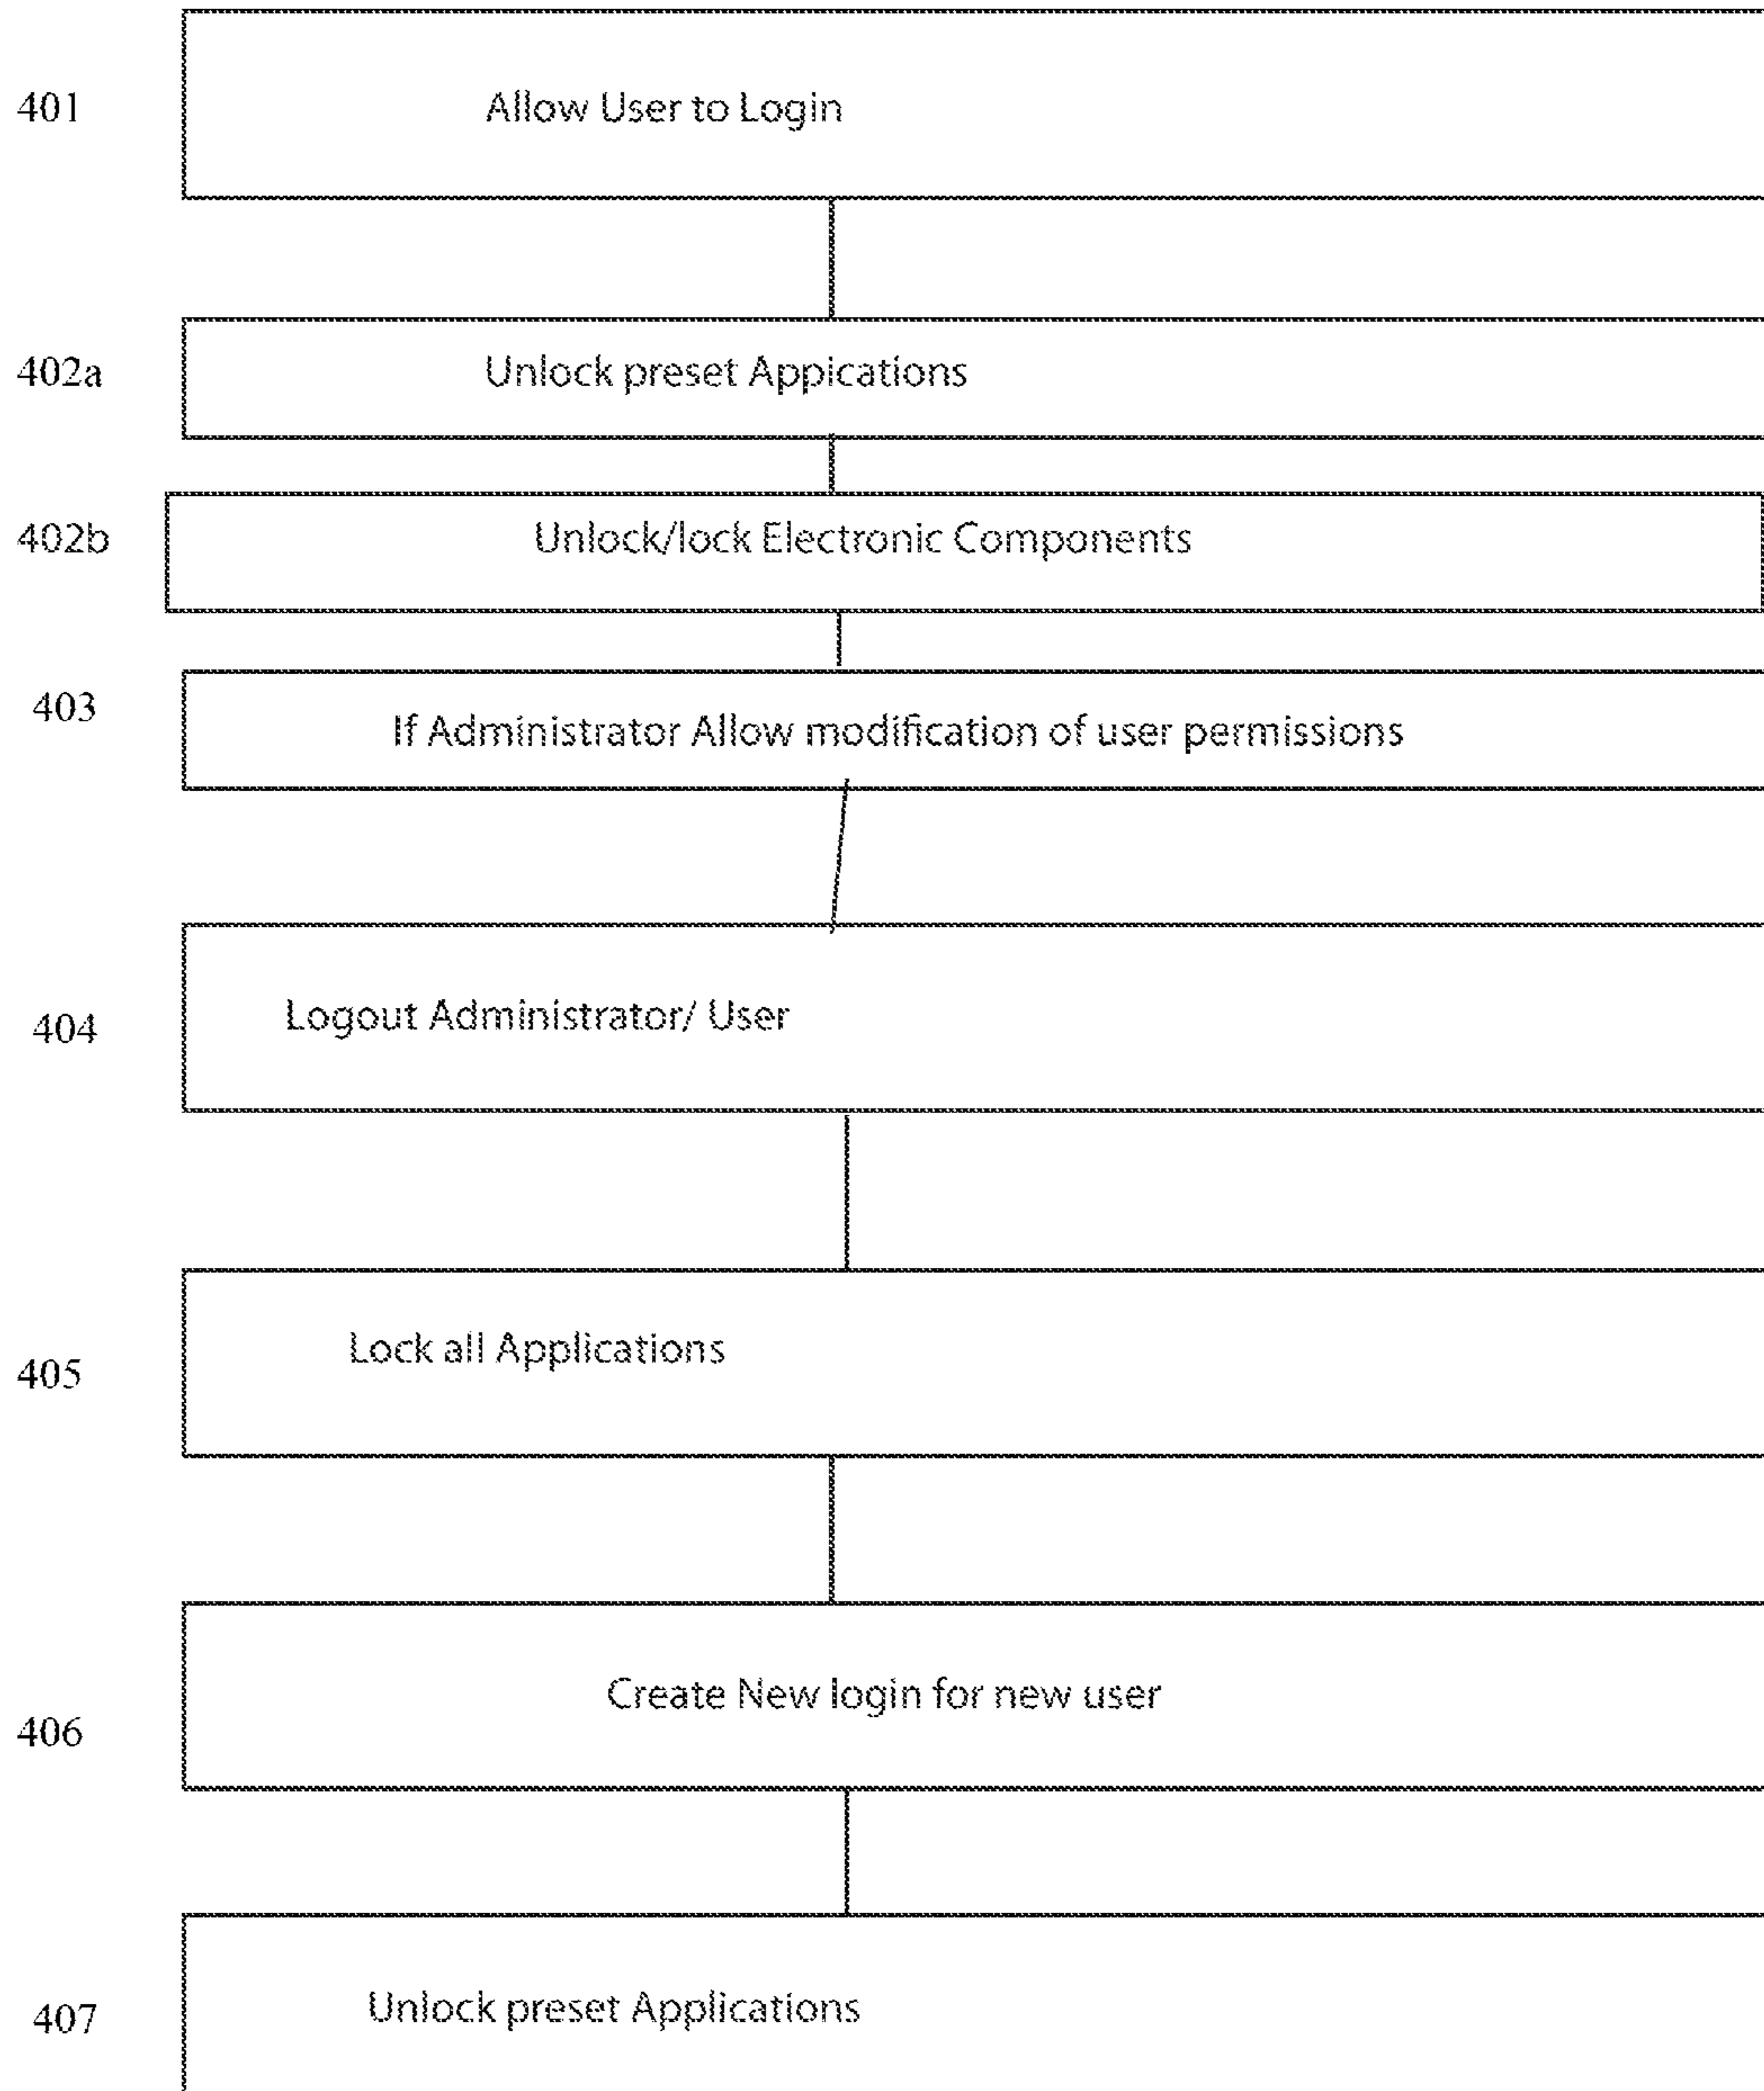 401 Allow User to Login
402a Unlock preset Appications
402b Unlock/lock Electronic Components
403 If Administrator Allow modification of user permissions
404 Logout Administrator/ User
405 Lock all Applications
406 Create New login for new user
407 Unlock preset Applications